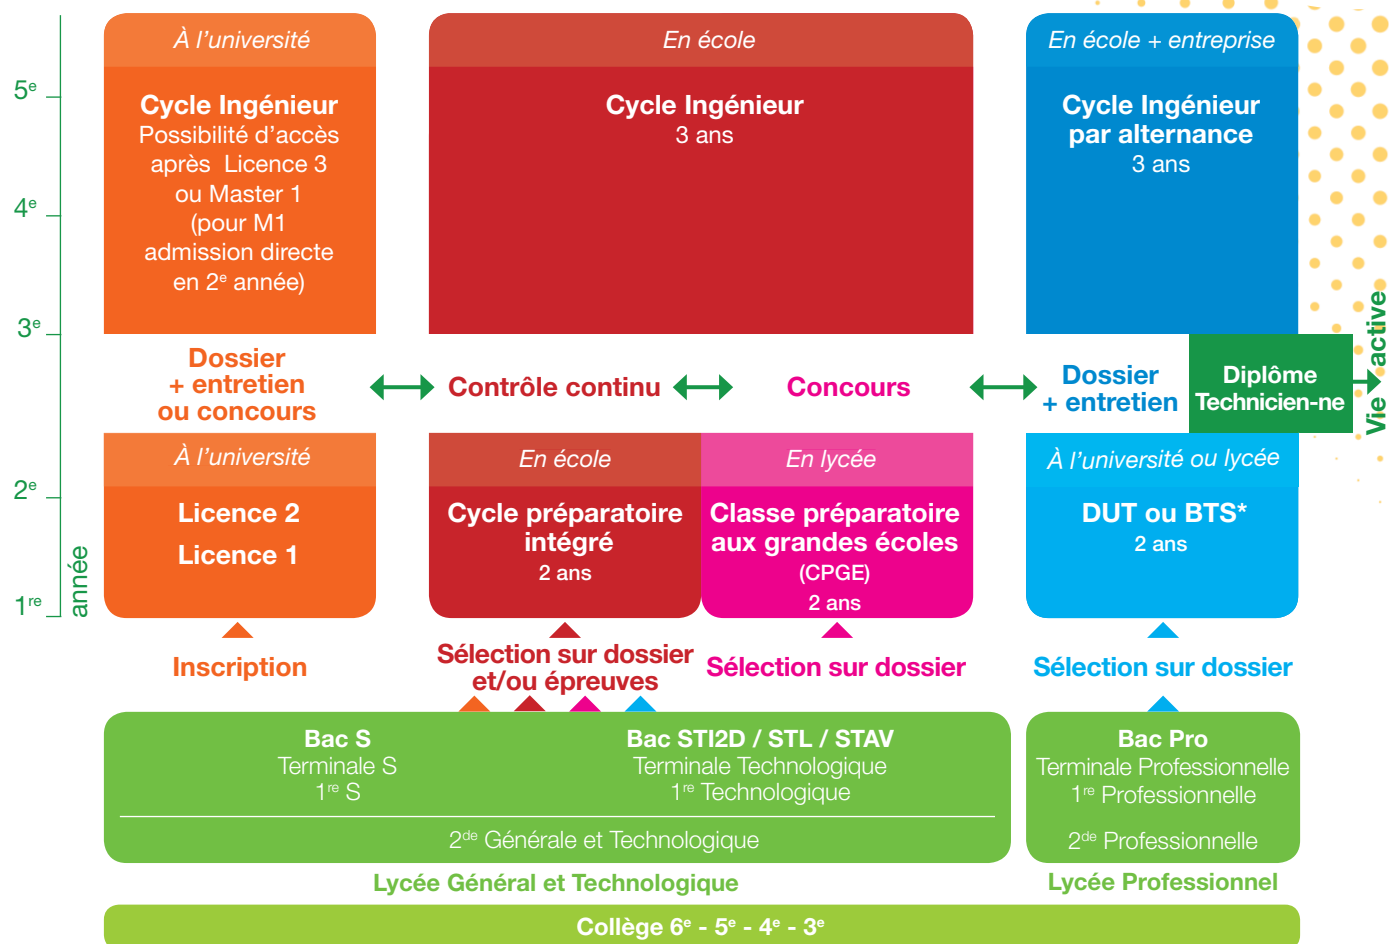 À l’université
En école
En école + entreprise
5e
Cycle Ingénieur
Possibilité d’accès
après Licence 3
ou Master 1
(pour M1
admission directe
en 2e année)
Cycle Ingénieur
3 ans
Cycle Ingénieur
par alternance
3 ans
4e
3e
Dossier
+ entretien
ou concours
Contrôle continu
Concours
Dossier
+ entretien
Diplôme
Technicien-ne
Vie active
À l’université
En école
En lycée
À l’université ou lycée
2e
Licence 2
Licence 1
Cycle préparatoire
intégré
2 ans
Classe préparatoire
aux grandes écoles
(CPGE)
2 ans
DUT ou BTS*
2 ans
année
1re
Inscription
Sélection sur dossier
et/ou épreuves
Sélection sur dossier
Sélection sur dossier
Bac S
Terminale S
1re S
Bac STI2D / STL / STAV
Terminale Technologique
1re Technologique
2de Générale et Technologique
Bac Pro
Terminale Professionnelle
1re Professionnelle
2de Professionnelle
Lycée Général et Technologique
Lycée Professionnel
Collège 6e - 5e - 4e - 3e